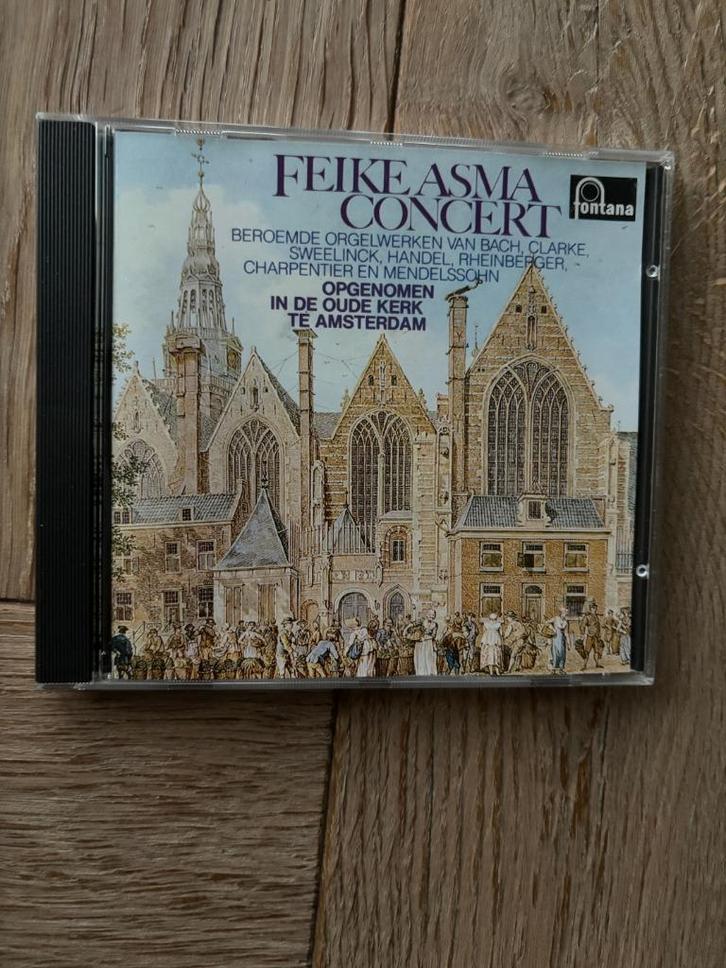 FEIKE ASMA
CONCERT
fontana
BEROEMDE ORGELWERKEN VAN BACH, CLARKE,
SWEELINCK, HANDEL, RHEINBERGER,
CHARPENTIER EN MENDELSSOHN
OPGENOMEN
IN DE OUDE KERK
TE AMSTERDAM